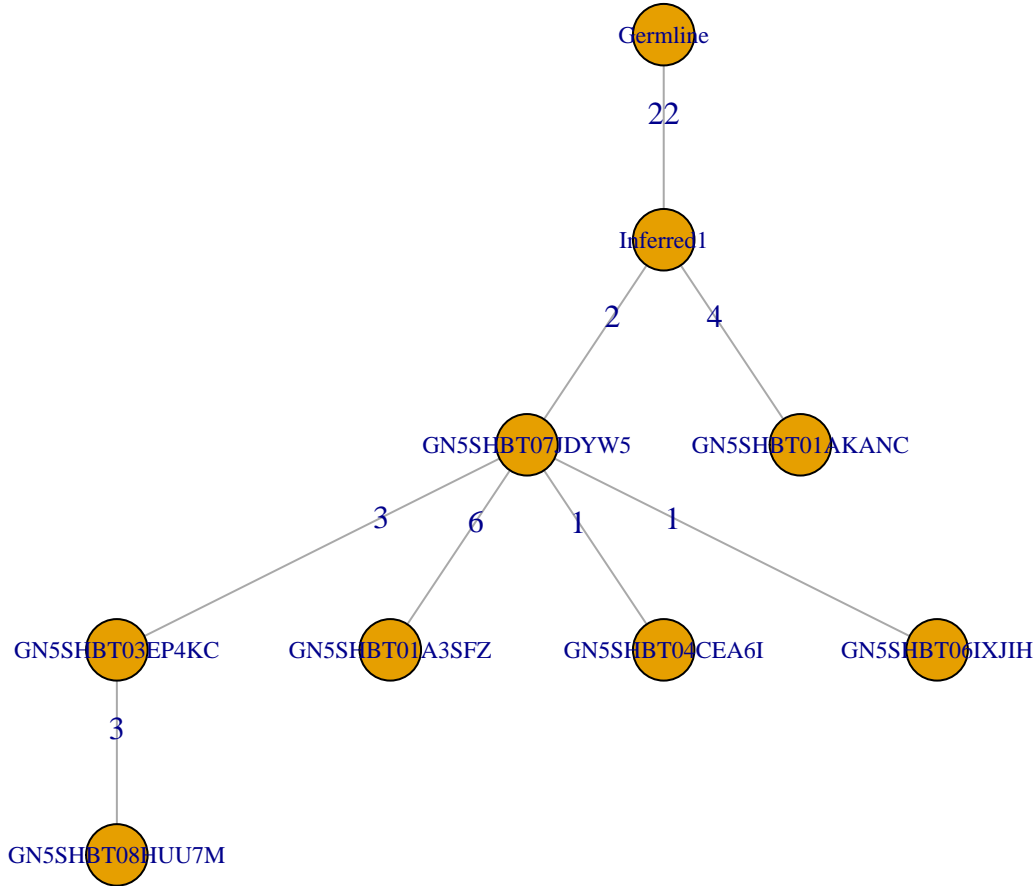 Germline
22
Inferred1
2
4
GN5SHBT07JDYW5
GN5SHBT01AKANC
3
6
1
1
GN5SHBT03EP4KC
GN5SHBT01A3SFZ
GN5SHBT04CEA6I
GN5SHBT06IXJIH
3
GN5SHBT08HUU7M